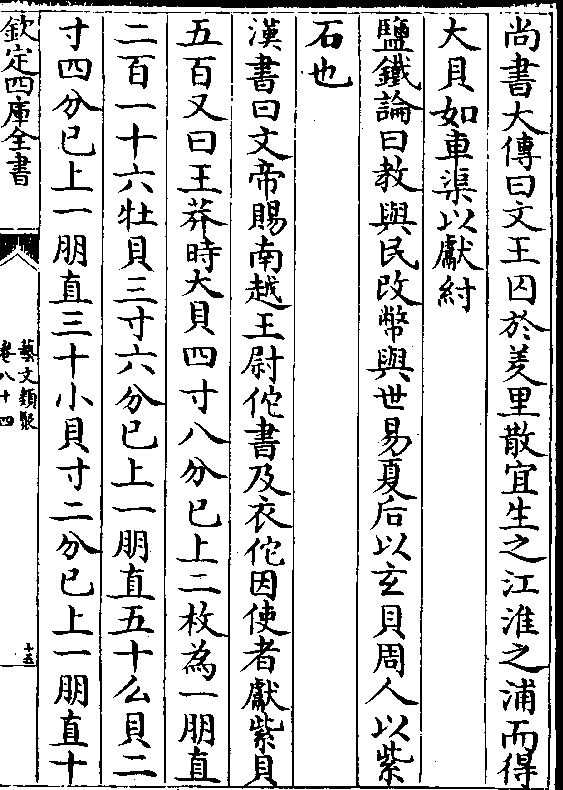 尚書大傳曰文王囚於羑里散宜生之江淮之浦而得
大貝如車渠以獻紂
鹽鐵論曰教與民改幣與世易夏后以玄貝周人以紫
石也
漢書曰文帝賜南越王尉佗書及衣佗因使者獻紫貝
五百又曰王莽時大貝四寸八分已上二枚為一朋直
二百一十六牡貝三寸六分已上一朋直五十么貝二
寸四分已上一朋直三十小貝寸二分已上一朋直十
欽定四庫全書
藝文類聚
卷八十四
十五